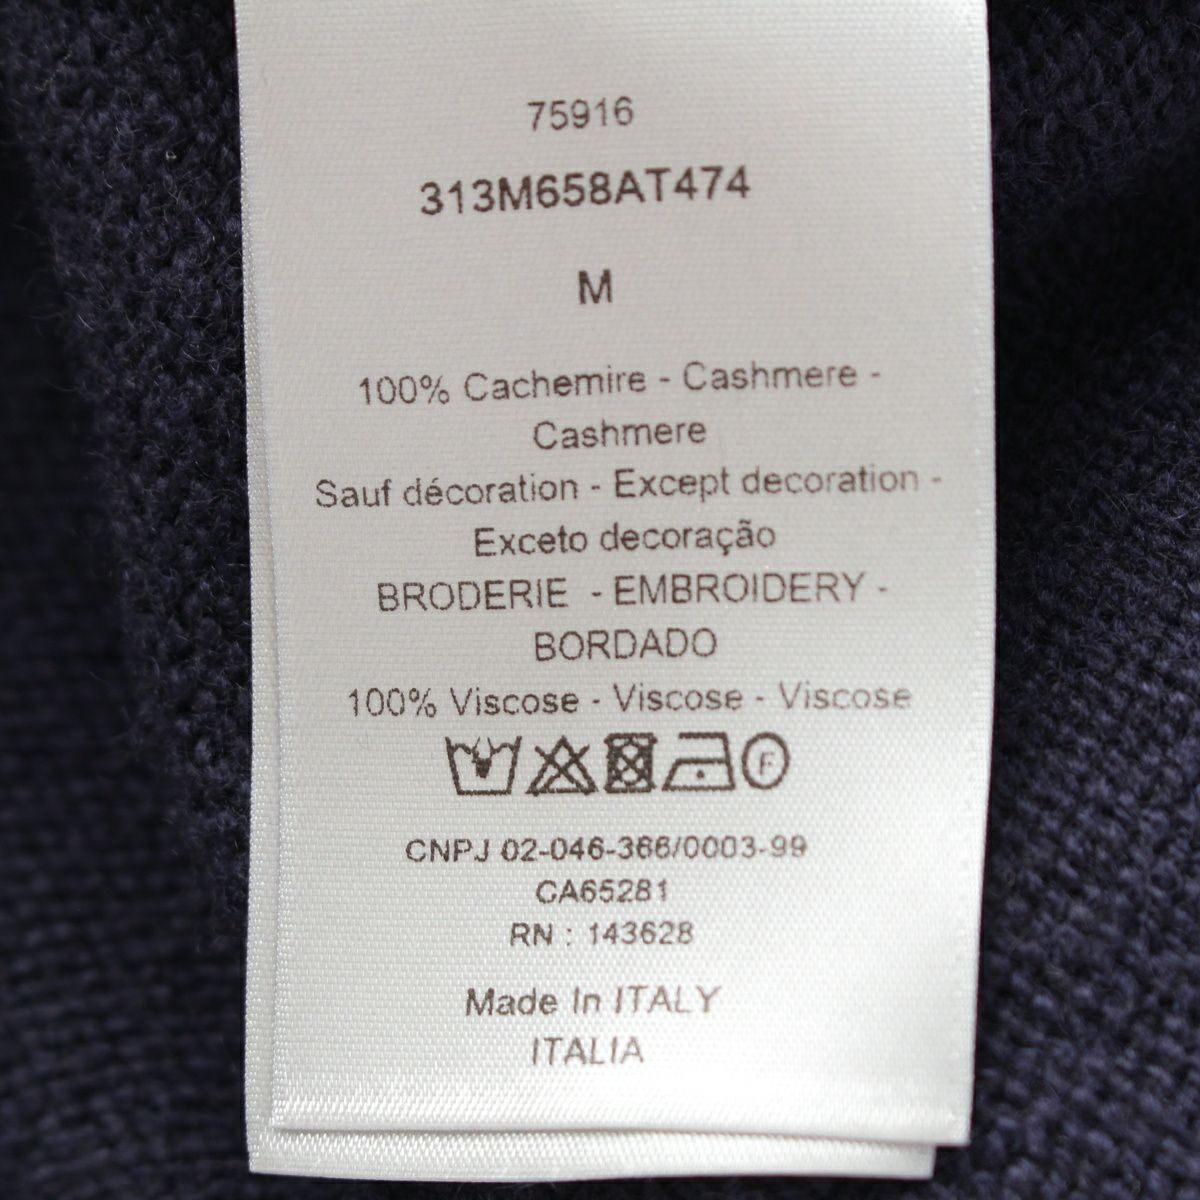 75916
313M658AT474
M
100% Cachemire - Cashmere -
Cashmere
Sauf décoration - Except decoration -
Exceto decoração
BRODERIE - EMBROIDERY -
BORDADO
100% Viscose - Viscose - Viscose
F
CNPJ 02-046-366/0003-99
CA65281
RN : 143628
Made In ITALY
ITALIA